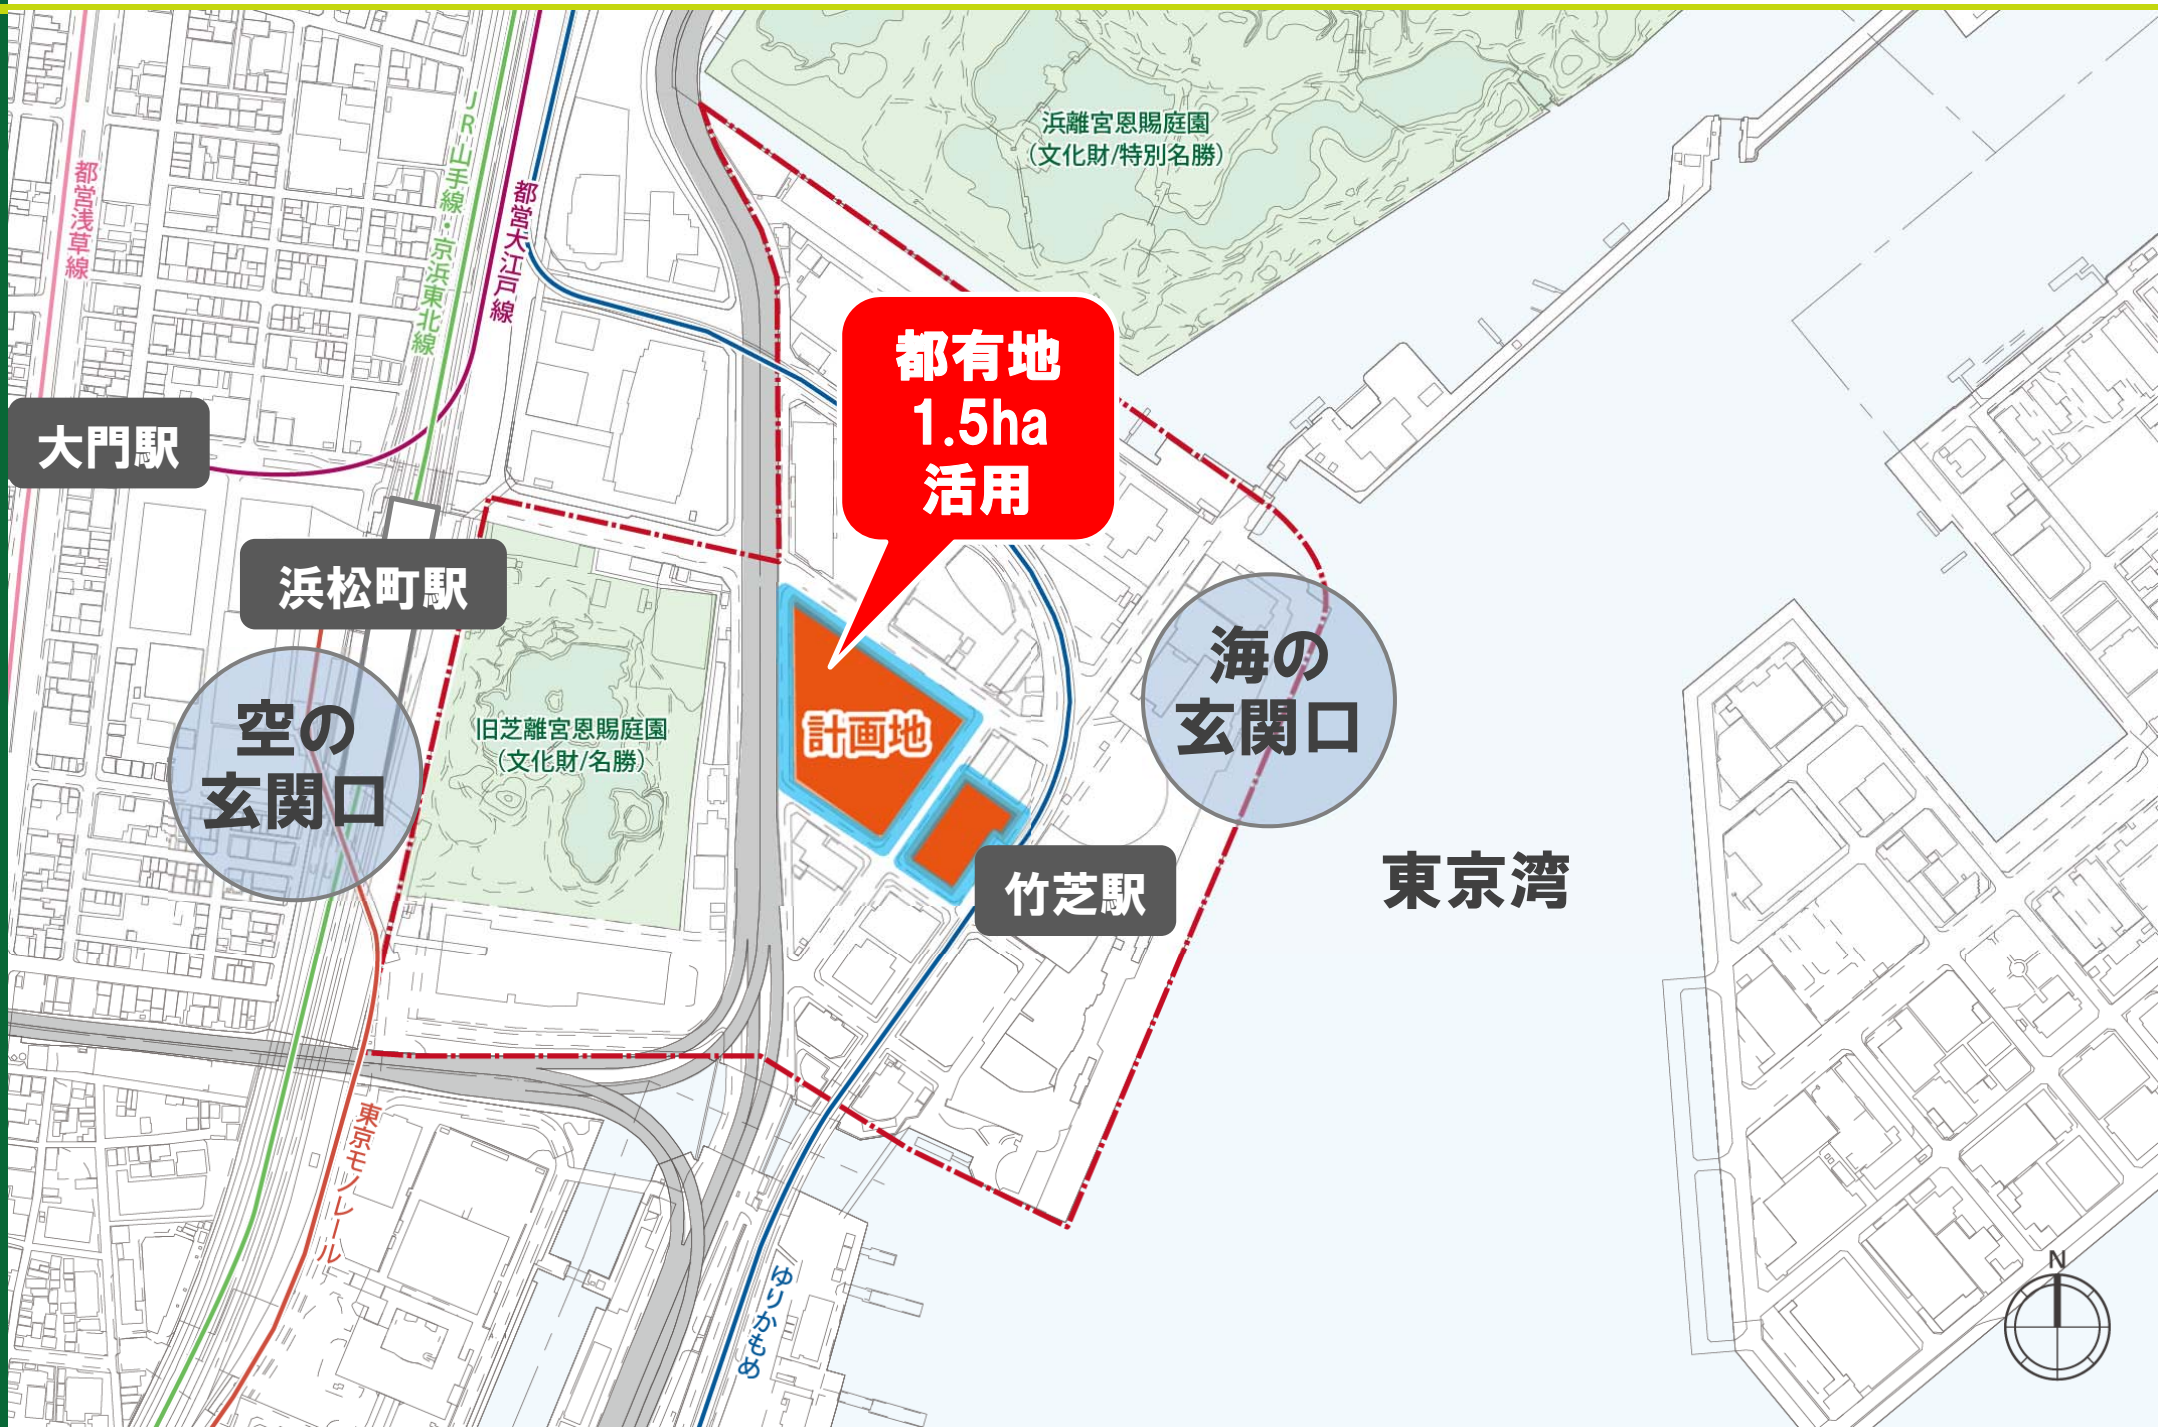 浜離宮恩賜庭園
(文化財/特別名勝)
JR山手線・京浜東北線
都営浅草線
都営大江戸線
都有地
1.5ha
活用
大門駅
浜松町駅
海の
玄関口
空の
玄関口
旧芝離宮恩賜庭園
(文化財/名勝)
計画地
竹芝駅
東京湾
東京モノレール
ゆりかもめ
N